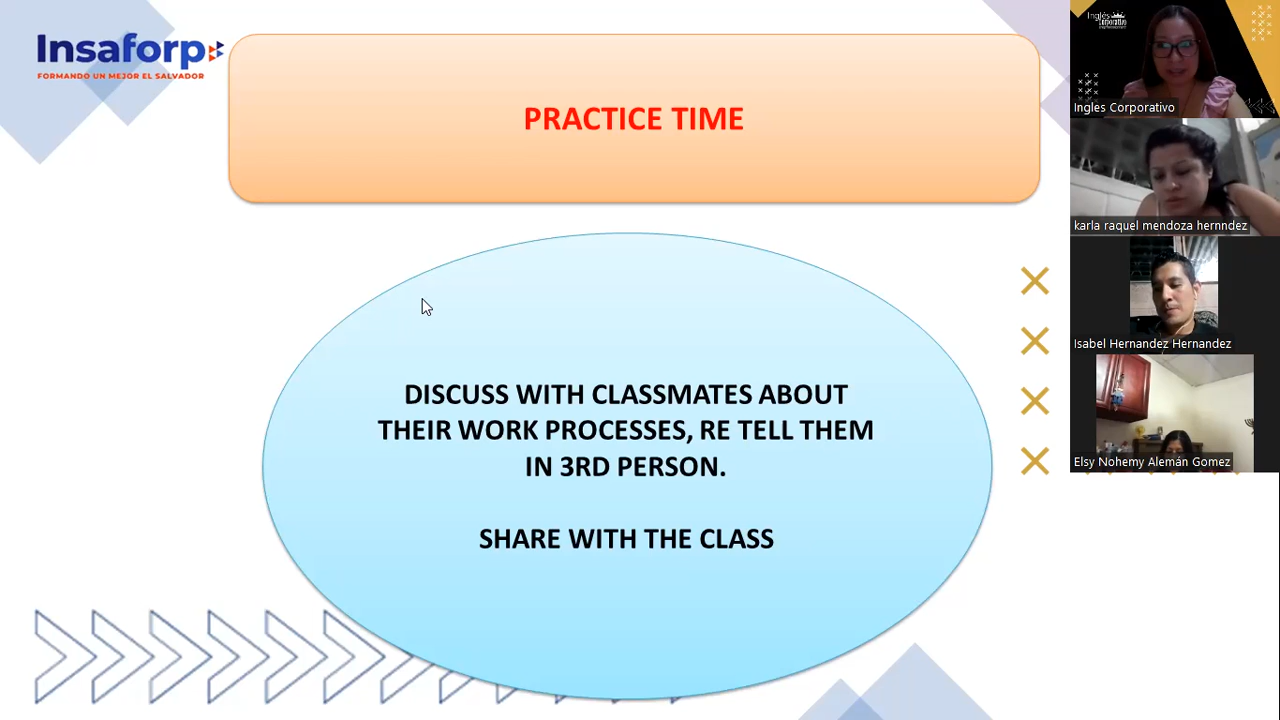 Insaforp
FORMANDO UN MEJOR EL SALVADOR
PRACTICE TIME
DISCUSS WITH CLASSMATES ABOUT
THEIR WORK PROCESSES, RE TELL THEM
IN 3RD PERSON.
SHARE WITH THE CLASS
Inglés
Corporativo
Ingles Corporativo
karla raquel mendoza hernndez
Isabel Hernandez Hernandez
Elsy Nohemy Alemán Gomez